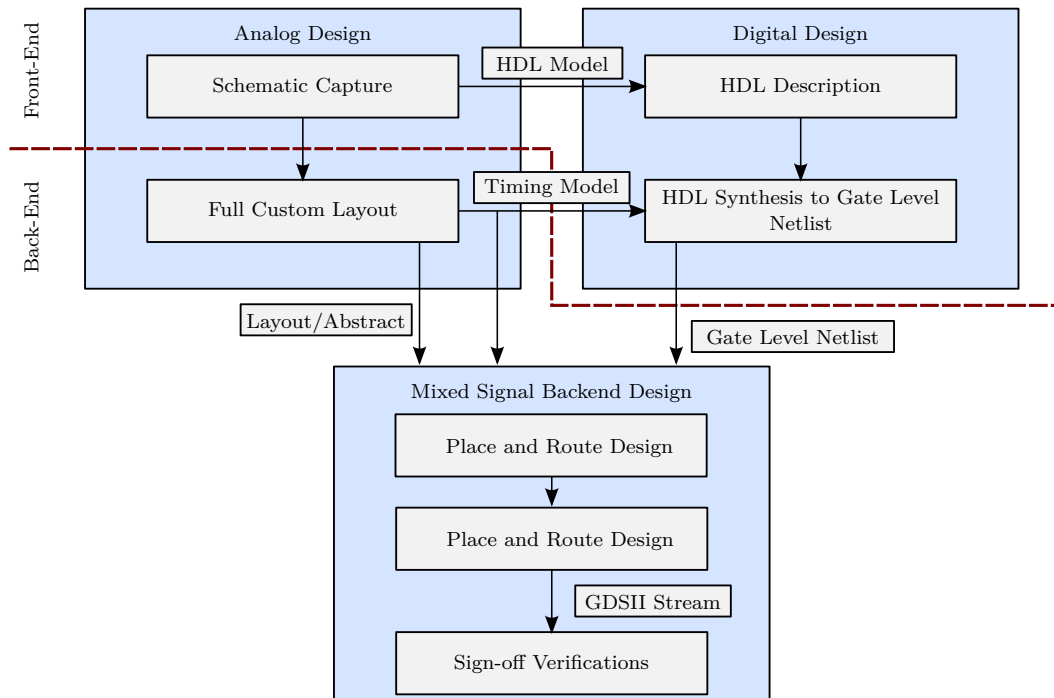 Front-End
Analog Design
Digital Design
HDL Model
Schematic Capture
HDL Description
Back-End
Timing Model
Full Custom Layout
HDL Synthesis to Gate Level
Netlist
Layout/Abstract
Gate Level Netlist
Mixed Signal Backend Design
Place and Route Design
Place and Route Design
GDSII Stream
Sign-off Verifications